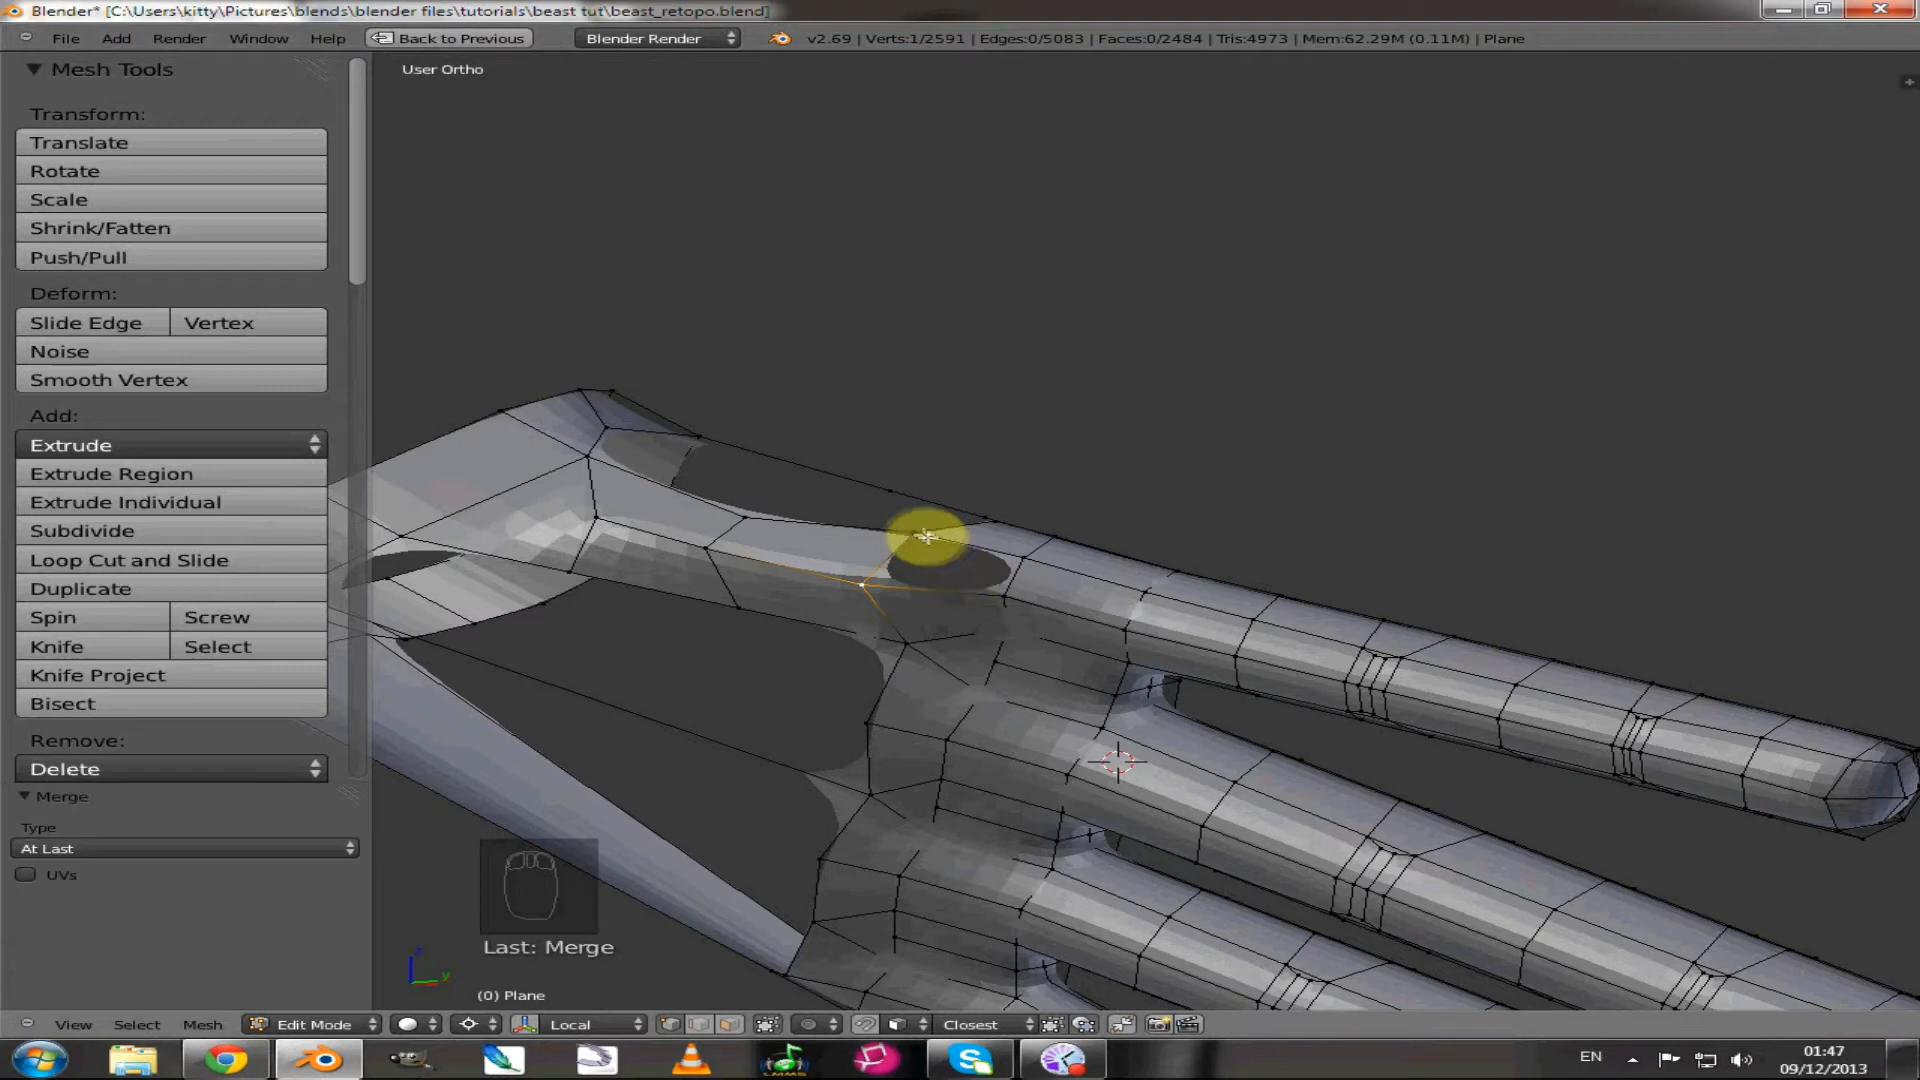 Blender* [C:\Users\kitty\Pictures\blends\blender files\tutorials\beast tut\beast_retopo.blend]
File Add Render Window Help Back to Previous Blender Render v2.69 | Verts:1/2591 | Edges:0/5083 | Faces:0/2484 | Tris:4973 | Mem:62.29M (0.11M) | Plane
Mesh Tools
User Ortho
Transform:
Translate
Rotate
Scale
Shrink/Fatten
Push/Pull
Deform:
Slide Edge Vertex
Noise
Smooth Vertex
Add:
Extrude
Extrude Region
Extrude Individual
Subdivide
Loop Cut and Slide
Duplicate
Spin Screw
Knife Select
Knife Project
Bisect
Remove:
Delete
Merge
Type
At Last
UVs
Last: Merge
(0) Plane
View Select Mesh Edit Mode Local Closest
EN
01:47
09/12/2013